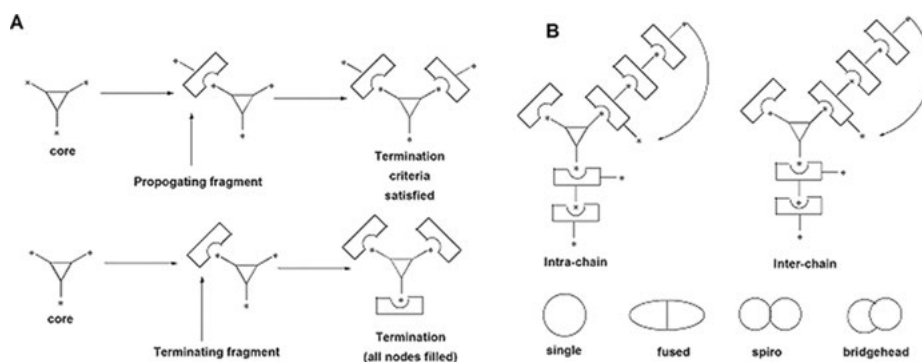 A
core
Propogating fragment
Termination
criteria
satisfied
core
Terminating fragment
Termination
(all nodes filled)
B
Intra-chain
Inter-chain
single
fused
spiro
bridgehead